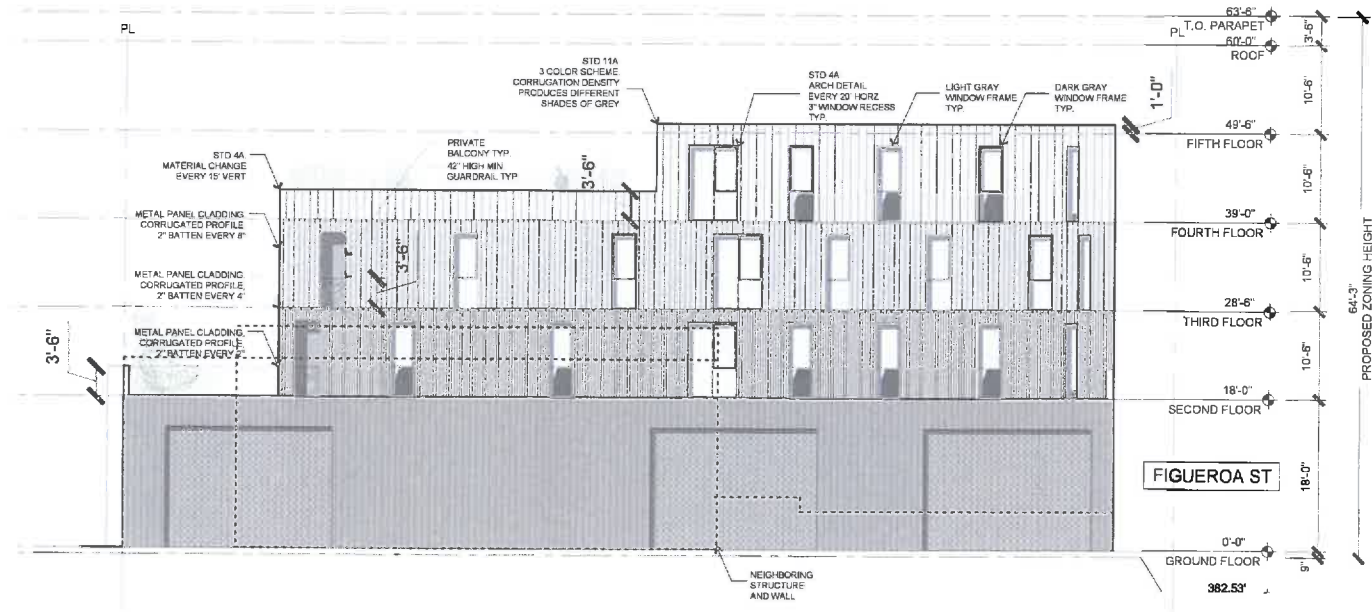 PL
63'-6"
PL T.O. PARAPET
60'-0"
ROOF
3'-6"
STD 11A
3 COLOR SCHEME
CORRUGATION DENSITY
PRODUCES DIFFERENT
SHADES OF GREY
STD 4A
ARCH DETAIL
EVERY 20' HORZ
3" WINDOW RECESS
TYP.
LIGHT GRAY
WINDOW FRAME
TYP.
DARK GRAY
WINDOW FRAME
TYP.
1'-0"
10'-6"
49'-6"
FIFTH FLOOR
STD 4A
MATERIAL CHANGE
EVERY 15' VERT
PRIVATE
BALCONY TYP
42" HIGH MIN
GUARDRAIL TYP
3'-6"
10'-6"
METAL PANEL CLADDING
CORRUGATED PROFILE
2" BATTEN EVERY 8"
39'-0"
FOURTH FLOOR
3'-6"
10'-6"
METAL PANEL CLADDING
CORRUGATED PROFILE,
2" BATTEN EVERY 4"
28'-6"
THIRD FLOOR
64'-3"
PROPOSED ZONING HEIGHT
3'-6"
METAL PANEL CLADDING
CORRUGATED PROFILE
2" BATTEN EVERY
10'-6"
18'-0"
SECOND FLOOR
FIGUEROA ST
18'-0"
0'-0"
GROUND FLOOR
9"
382.53'
NEIGHBORING
STRUCTURE
AND WALL